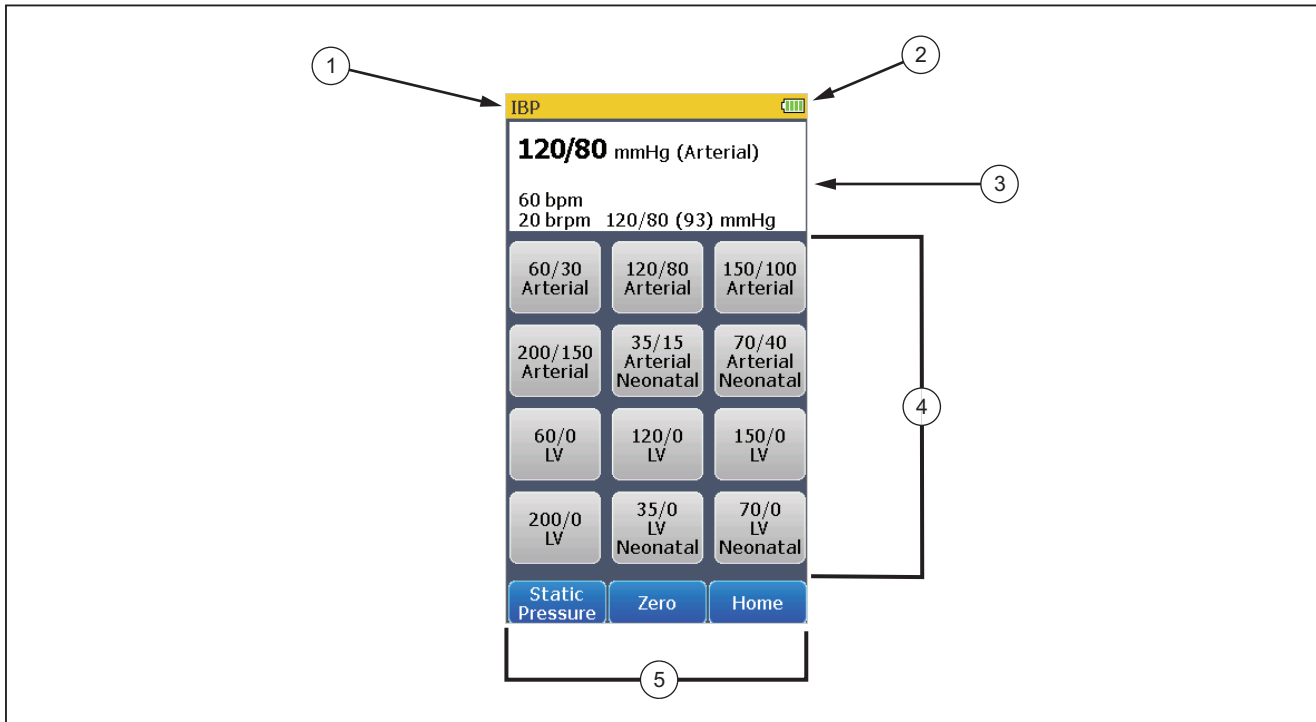 1
2
IBP
120/80 mmHg (Arterial)
3
60 bpm
20 brpm 120/80 (93) mmHg
60/30
Arterial
120/80
Arterial
150/100
Arterial
200/150
Arterial
35/15
Arterial
Neonatal
70/40
Arterial
Neonatal
4
60/0
LV
120/0
LV
150/0
LV
200/0
LV
35/0
LV
Neonatal
70/0
LV
Neonatal
Static
Pressure
Zero
Home
5